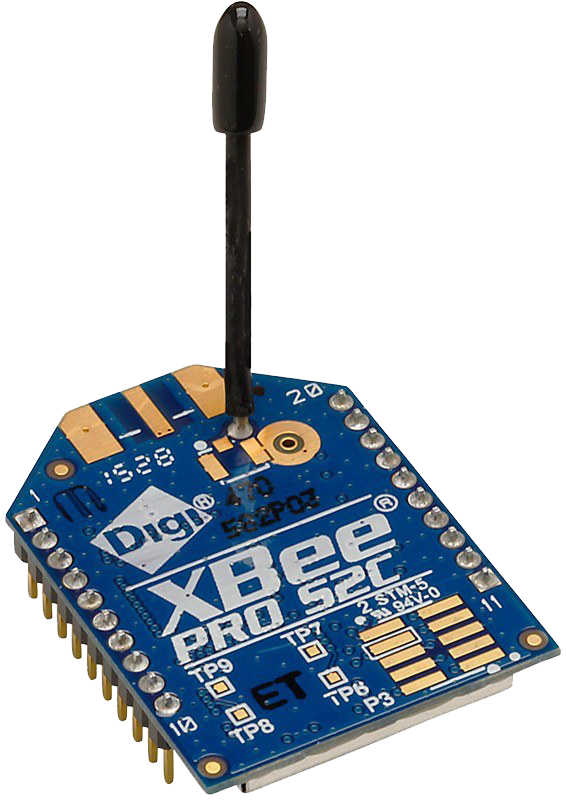 20
1528
1
470
562P03
Digi®
XBee®
PRO S2C
2 STM-5
94V-0
11
TP7
TP9
TP6
ET
P3
TP8
10